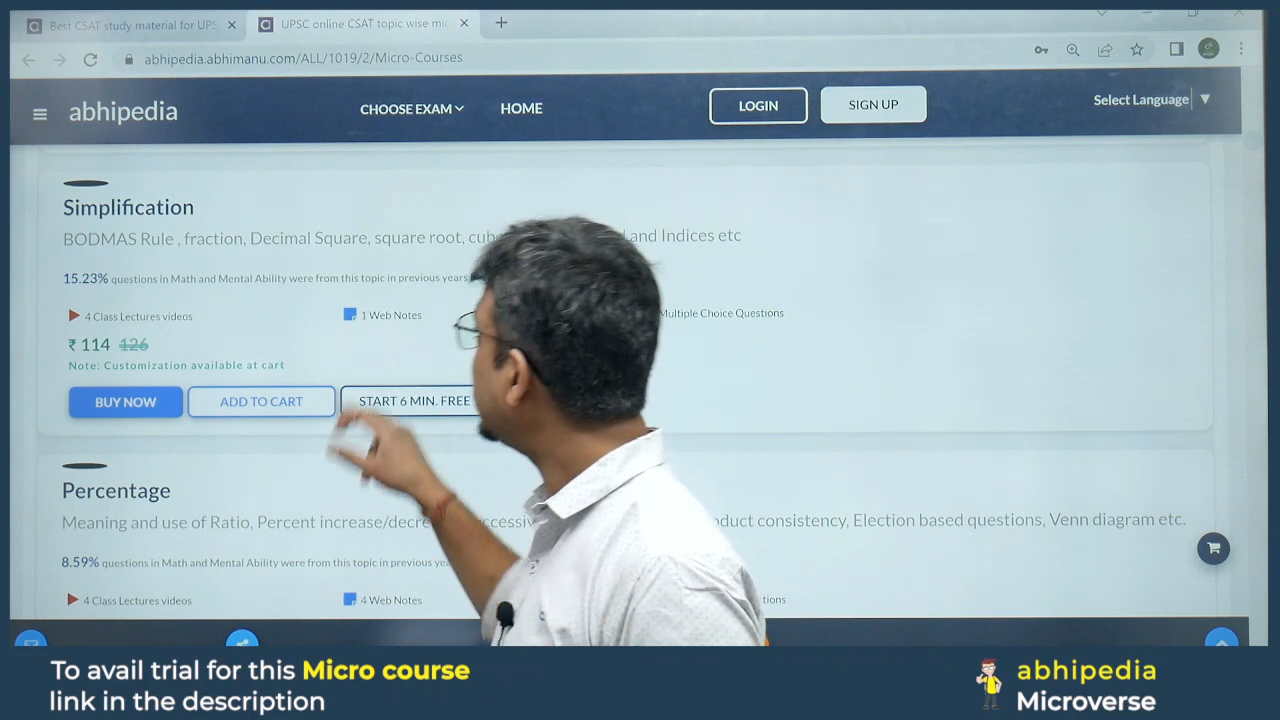 Best CSAT study material for UPS
UPSC online CSAT topic wise mic
abhipedia.abhimanu.com/ALL/1019/2/Micro-Courses
abhipedia
CHOOSE EXAM
HOME
LOGIN
SIGN UP
Select Language
Simplification
BODMAS Rule , fraction, Decimal Square, square root, cub
and Indices etc
15.23% questions in Math and Mental Ability were from this topic in previous years
4 Class Lectures videos
1 Web Notes
Multiple Choice Questions
₹ 114 126
Note: Customization available at cart
BUY NOW
ADD TO CART
START 6 MIN. FREE
Percentage
Meaning and use of Ratio, Percent increase/decre
duct consistency, Election based questions, Venn diagram etc.
8.59% questions in Math and Mental Ability were from this topic in previous ye
4 Class Lectures videos
4 Web Notes
tions
To avail trial for this Micro course
link in the description
abhipedia
Microverse